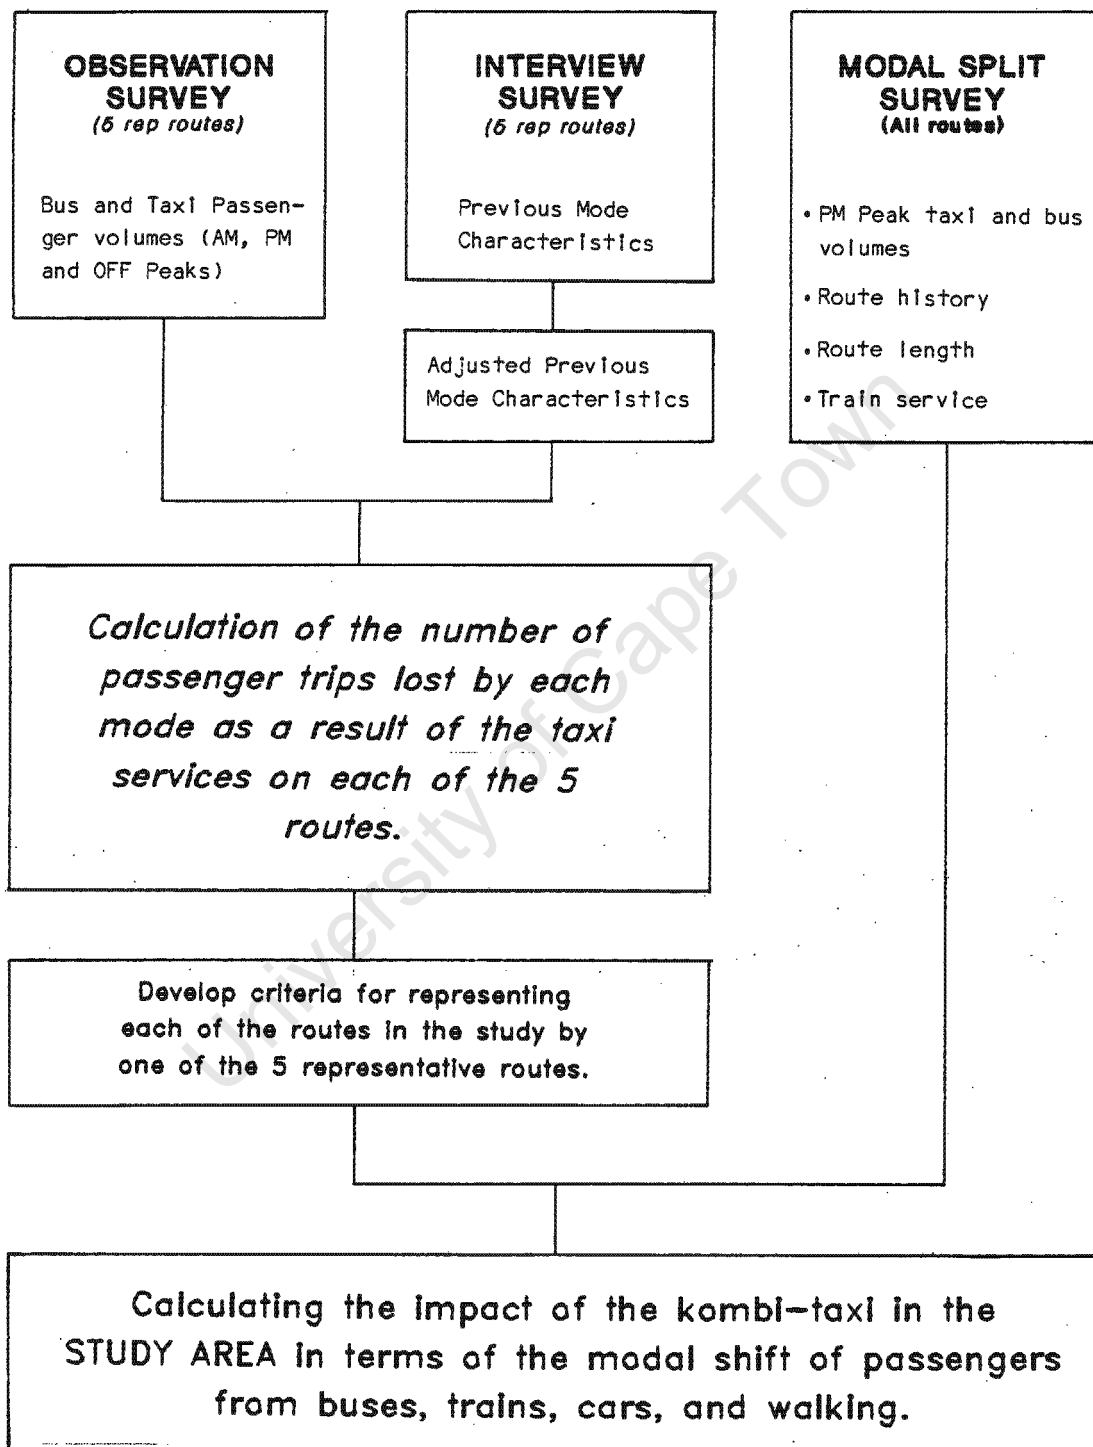 OBSERVATION
SURVEY
(5 rep routes)
Bus and Taxi Passen-
ger volumes (AM, PM
and OFF Peaks)
INTERVIEW
SURVEY
(5 rep routes)
Previous Mode
Characteristics
Adjusted Previous
Mode Characteristics
MODAL SPLIT
SURVEY
(All routes)
• PM Peak taxi and bus
volumes
• Route history
• Route length
• Train service
Calculation of the number of
passenger trips lost by each
mode as a result of the taxi
services on each of the 5
routes.
Develop criteria for representing
each of the routes in the study by
one of the 5 representative routes.
Calculating the impact of the kombi-taxi in the
STUDY AREA in terms of the modal shift of passengers
from buses, trains, cars, and walking.
University of Cape Town